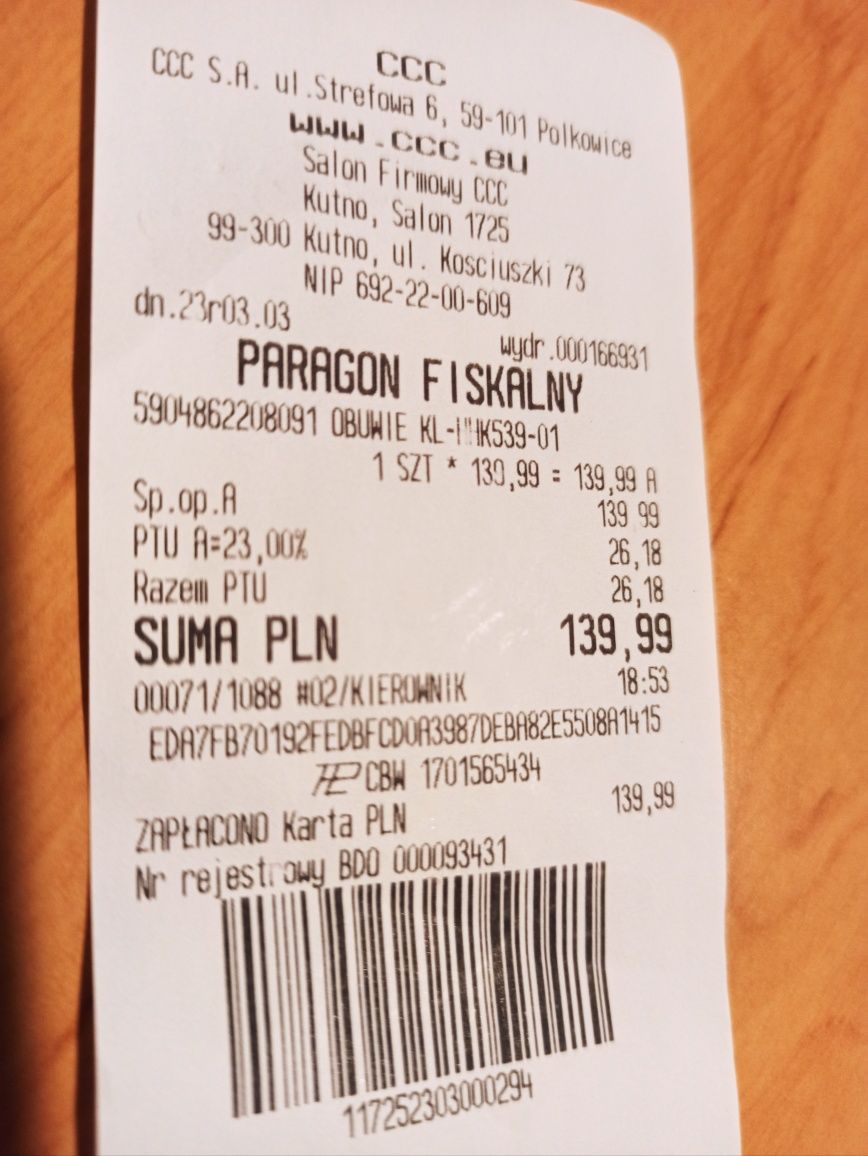 CCC
CCC S.A. ul.Strefowa 6, 59-101 Polkowice
www.ccc.eu
Salon Firmowy CCC
Kutno, Salon 1725
99-300 Kutno, ul. Kosciuszki 73
NIP 692-22-00-609
dn.23r03.03 wydr.000166931
PARAGON FISKALNY
5904862208091 OBUWIE
1 SZT * 139,99 = 139,99 A
Sp.op.A 139 99
PTU A=23,00% 26,18
Razem PTU 26,18
SUMA PLN 139,99
00071/1088 #02/KIEROWNIK 18:53
EDA7FB70192FEDBFCD0A3987DEBA82E5508A1415
CBW 1701565434
ZAPŁACONO Karta PLN 139,99
Nr rejestrowy BDO 000093431
117252303000294